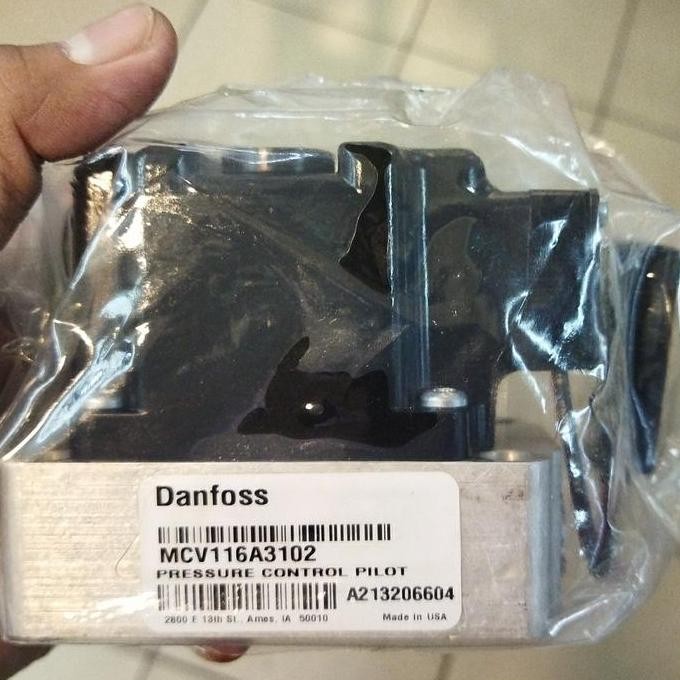 Danfoss
MCV116A3102
PRESSURE CONTROL PILOT
A213206604
2800 E 13th St., Ames, IA 50010 Made in USA